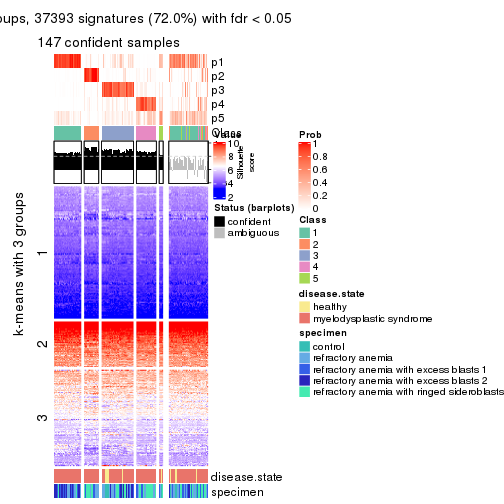 oups, 37393 signatures (72.0%) with fdr < 0.05
147 confident samples
p1
p2
p3
p4
p5
Class
k-means with 3 groups
1
2
3
Value
10
8
6
4
2
Silhouette
score
Status (barplots)
confident
ambiguous
Prob
1
0.8
0.6
0.4
0.2
0
Class
1
2
3
4
5
disease.state
healthy
myelodysplastic syndrome
specimen
control
refractory anemia
refractory anemia with excess blasts 1
refractory anemia with excess blasts 2
refractory anemia with ringed sideroblasts
disease.state
specimen